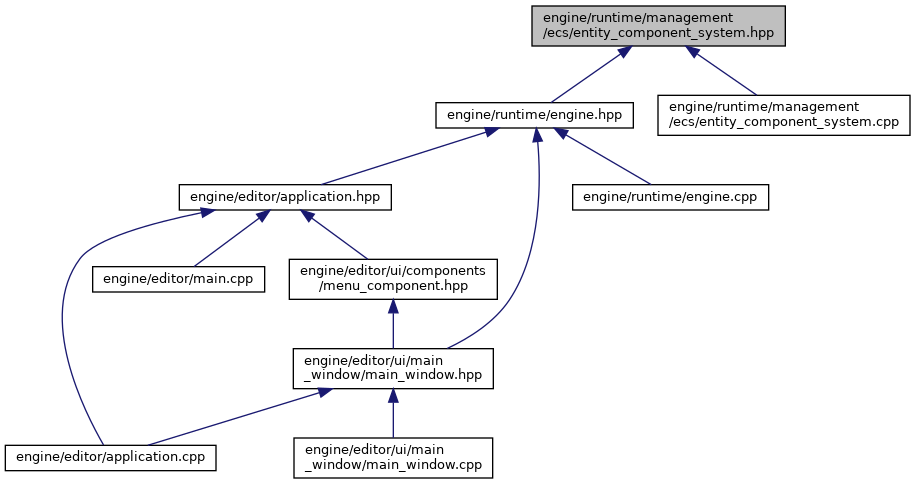 engine/runtime/management
/ecs/entity_component_system.hpp
engine/runtime/engine.hpp
engine/runtime/management
/ecs/entity_component_system.cpp
engine/editor/application.hpp
engine/runtime/engine.cpp
engine/editor/main.cpp
engine/editor/ui/components
/menu_component.hpp
engine/editor/ui/main
_window/main_window.hpp
engine/editor/application.cpp
engine/editor/ui/main
_window/main_window.cpp